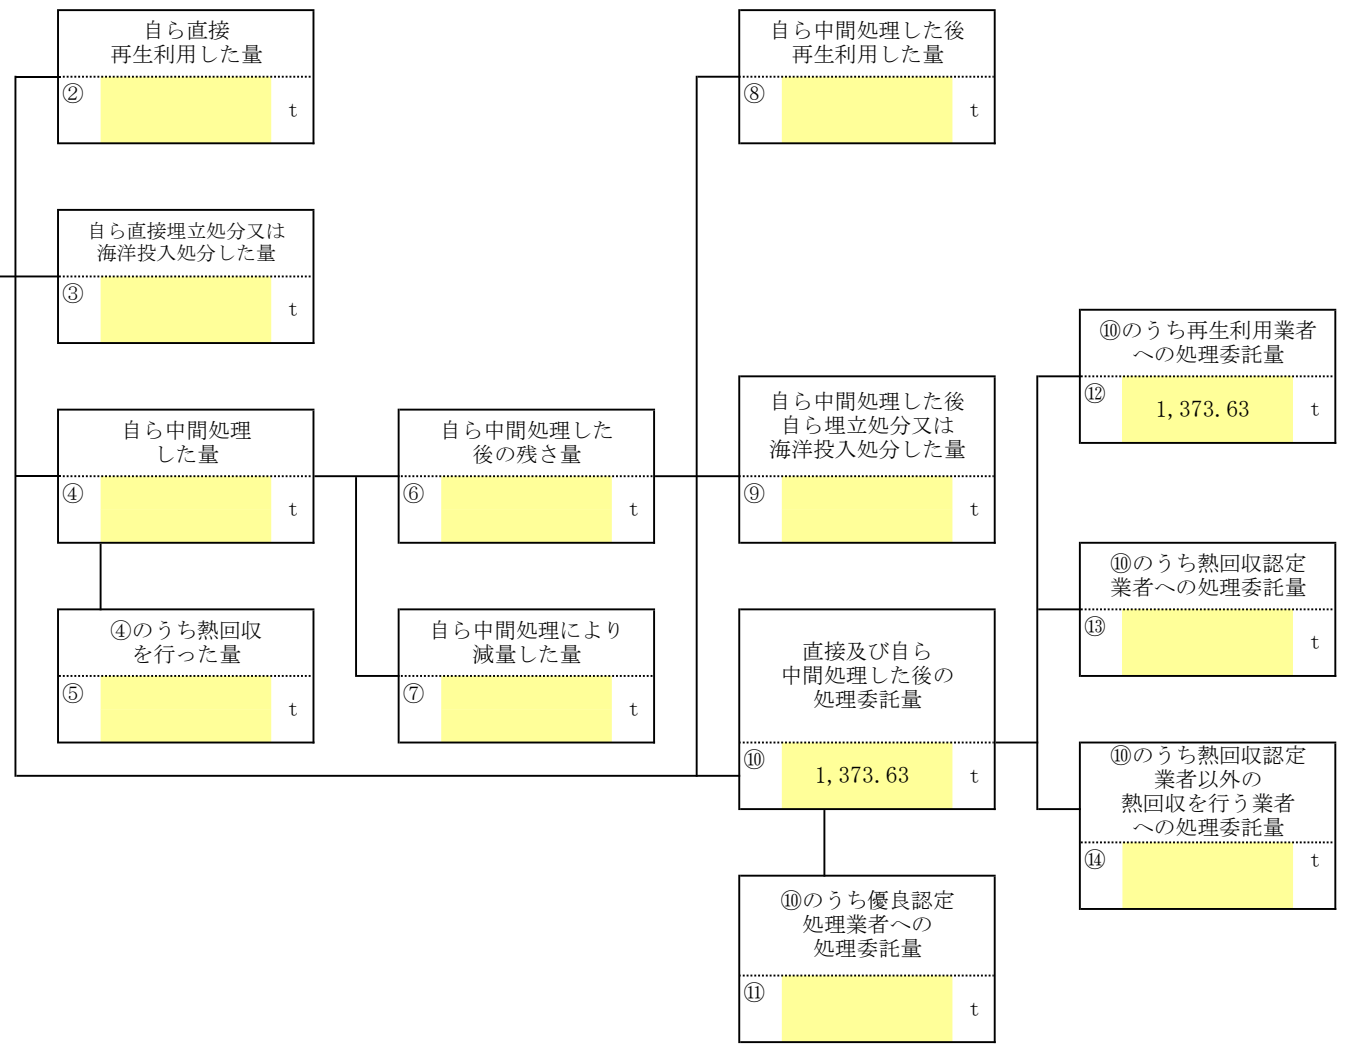 自ら直接
再生利用した量
②
t
自ら中間処理した後
再生利用した量
⑧
t
自ら直接埋立処分又は
海洋投入処分した量
③
t
⑩のうち再生利用業者
への処理委託量
⑫
1,373.63
t
自ら中間処理
した量
④
t
自ら中間処理した
後の残さ量
⑥
t
自ら中間処理した後
自ら埋立処分又は
海洋投入処分した量
⑨
t
⑩のうち熱回収認定
業者への処理委託量
⑬
t
④のうち熱回収
を行った量
⑤
t
自ら中間処理により
減量した量
⑦
t
直接及び自ら
中間処理した後の
処理委託量
⑩
1,373.63
t
⑩のうち熱回収認定
業者以外の
熱回収を行う業者
への処理委託量
⑭
t
⑩のうち優良認定
処理業者への
処理委託量
⑪
t